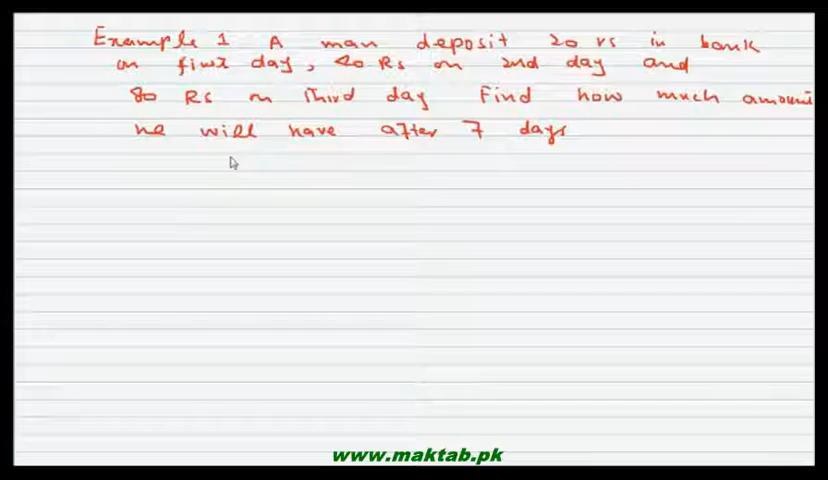 Example 1 A man deposit 20 rs in bank
on first day, 40 Rs on 2nd day and
80 Rs on Third day Find how much amount
he will have after 7 days
www.maktab.pk